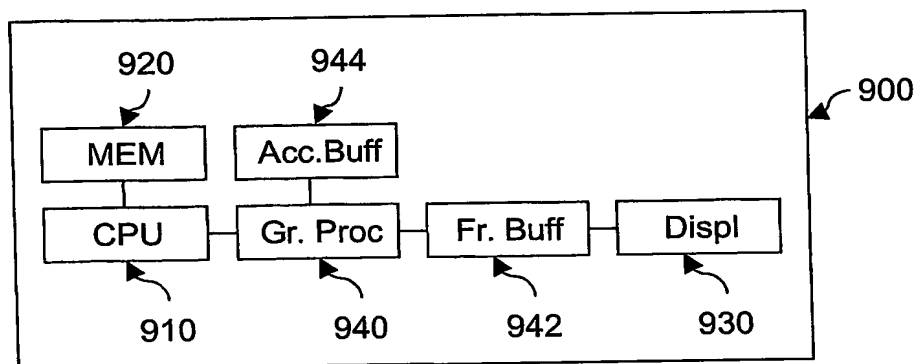 920
944
900
MEM
Acc.Buff
CPU
Gr. Proc
Fr. Buff
Displ
910
940
942
930